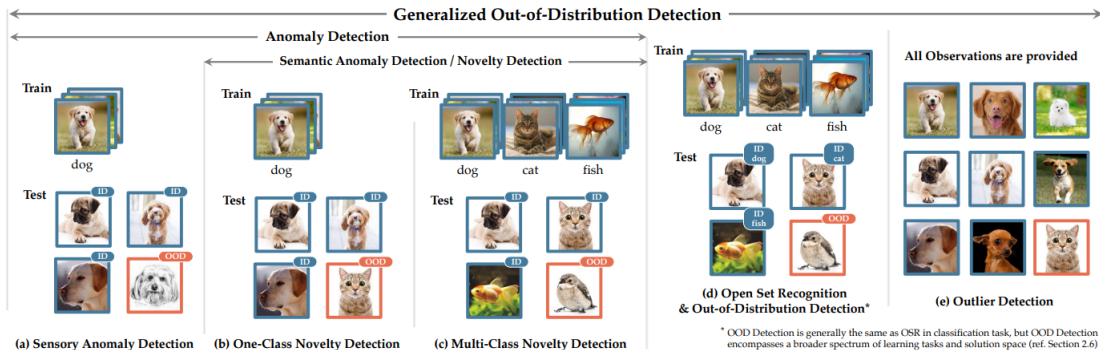 Generalized Out-of-Distribution Detection
Anomaly Detection
Semantic Anomaly Detection / Novelty Detection
Train
dog
Test
ID
ID
ID
OOD
(a) Sensory Anomaly Detection
dog
ID
ID
ID
OOD
(b) One-Class Novelty Detection
Train
dog
cat
fish
Test
ID
ID
ID
OOD
(c) Multi-Class Novelty Detection
Train
dog
cat
fish
Test
ID
dog
ID
cat
ID
fish
OOD
(d) Open Set Recognition
& Out-of-Distribution Detection*
All Observations are provided
(e) Outlier Detection
* OOD Detection is generally the same as OSR in classification task, but OOD Detection
encompasses a broader spectrum of learning tasks and solution space (ref. Section 2.6)